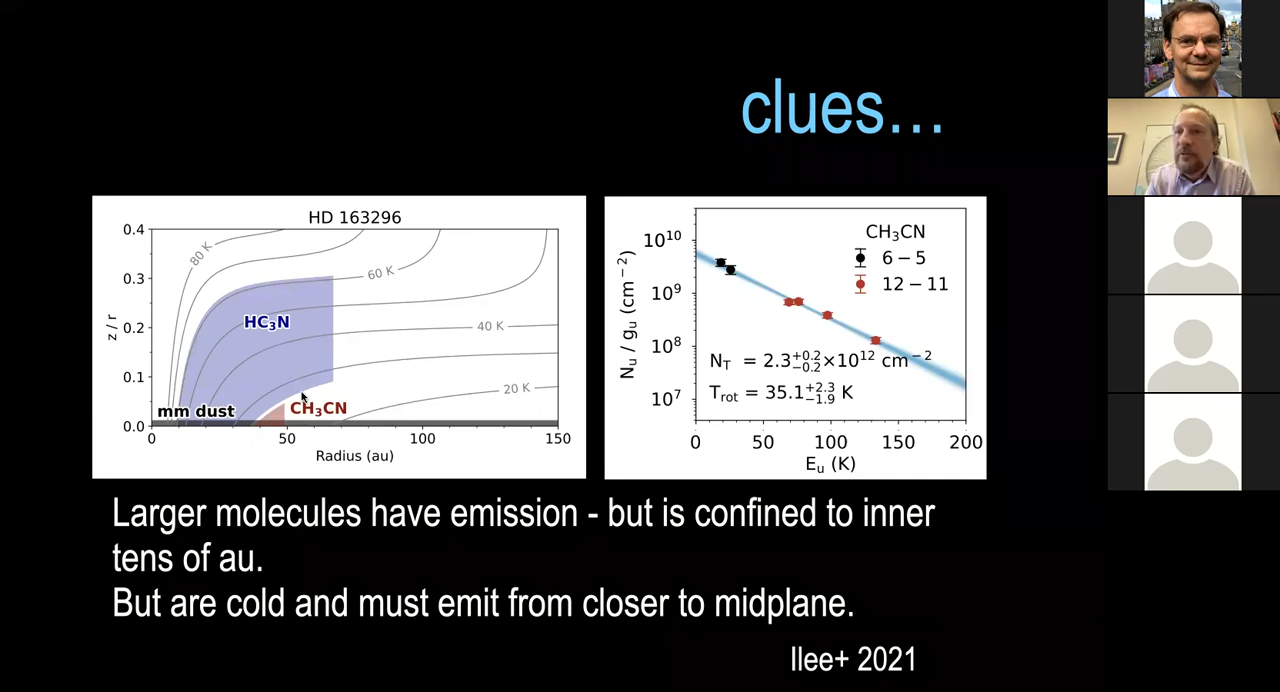 clues…
HD 163296
0.4
0.3
0.2
0.1
0.0
z / r
80 K
60 K
40 K
20 K
HC₃N
CH₃CN
mm dust
0 50 100 150
Radius (au)
10¹⁰
10⁹
10⁸
10⁷
Nᵤ / gᵤ (cm⁻²)
CH₃CN
6 – 5
12 – 11
N_T = 2.3⁺⁰·²₋₀.₂×10¹² cm⁻²
T_rot = 35.1⁺²·³₋₁.₉ K
0 50 100 150 200
Eᵤ (K)
Larger molecules have emission - but is confined to inner
tens of au.
But are cold and must emit from closer to midplane.
Ilee+ 2021